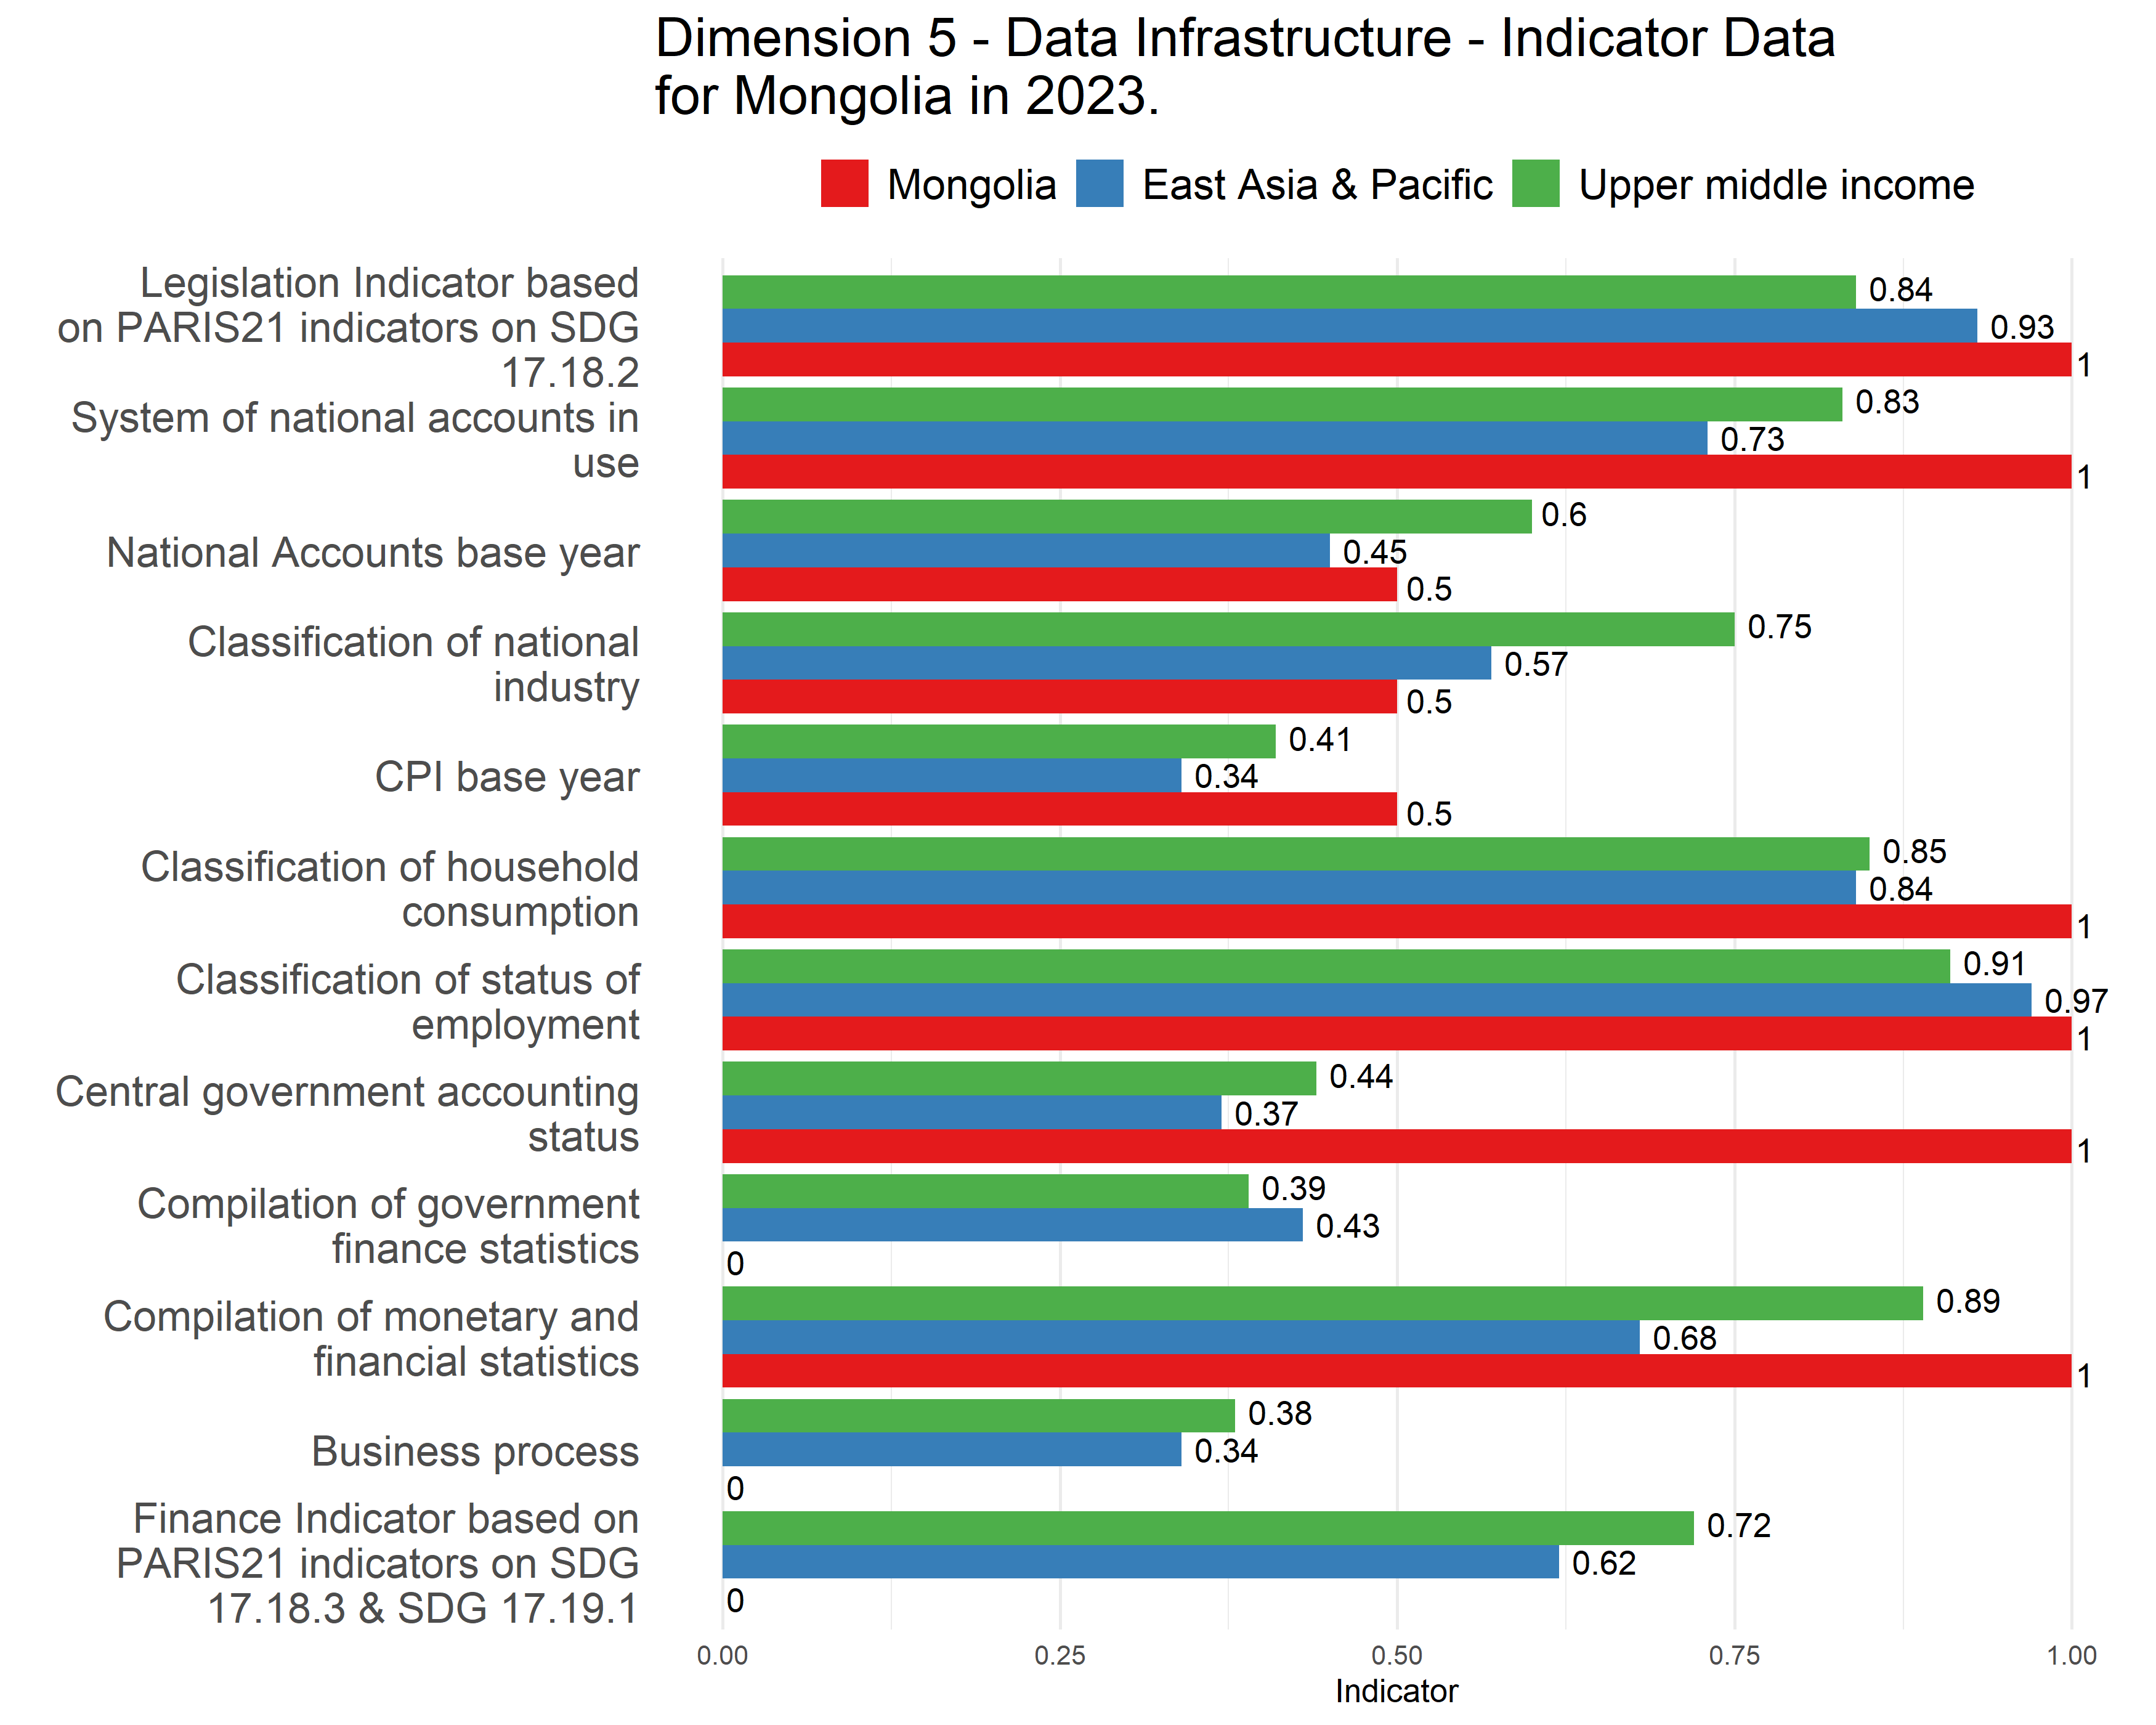 Dimension 5 - Data Infrastructure - Indicator Data
for Mongolia in 2023.
Mongolia
East Asia & Pacific
Upper middle income
Legislation Indicator based
on PARIS21 indicators on SDG
17.18.2
0.84
0.93
1
System of national accounts in
use
0.83
0.73
1
National Accounts base year
0.6
0.45
0.5
Classification of national
industry
0.75
0.57
0.5
CPI base year
0.41
0.34
0.5
Classification of household
consumption
0.85
0.84
1
Classification of status of
employment
0.91
0.97
1
Central government accounting
status
0.44
0.37
1
Compilation of government
finance statistics
0.39
0.43
0
Compilation of monetary and
financial statistics
0.89
0.68
1
Business process
0.38
0.34
0
Finance Indicator based on
PARIS21 indicators on SDG
17.18.3 & SDG 17.19.1
0.72
0.62
0
0.00
0.25
0.50
0.75
1.00
Indicator